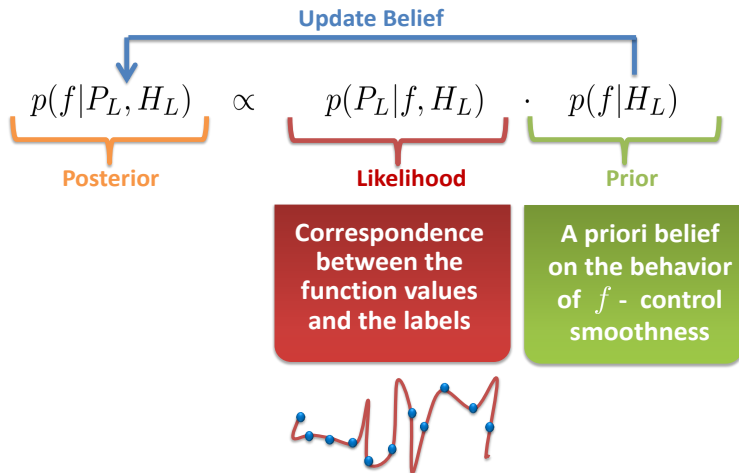 Update Belief
p(f|P_L, H_L) ∝ p(P_L|f, H_L) · p(f|H_L)
Posterior Likelihood Prior
Correspondence
between the
function values
and the labels
A priori belief
on the behavior
of f - control
smoothness